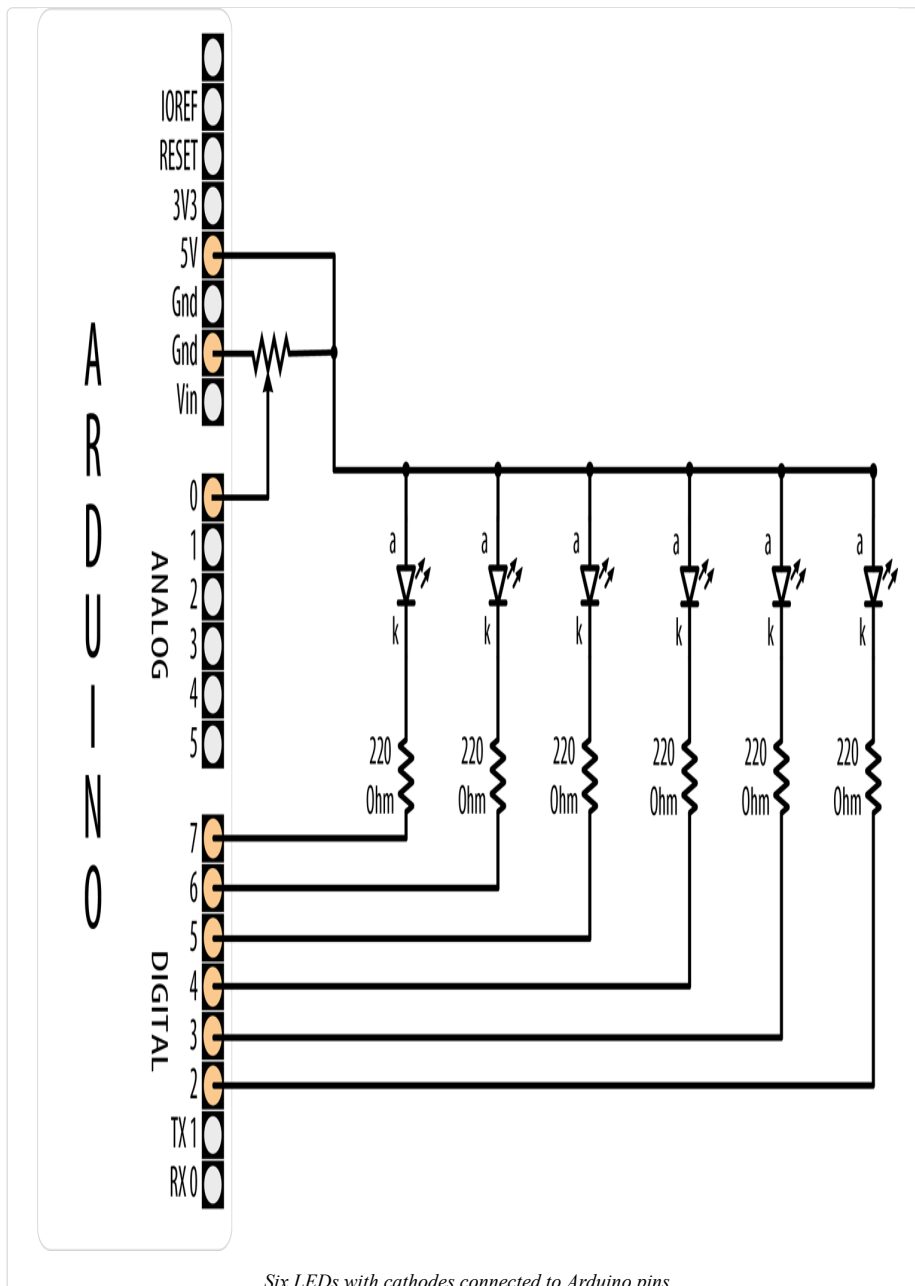 IOREF
RESET
3V3
5V
Gnd
Gnd
Vin
ARDUINO
0
1
2
3
4
5
ANALOG
a a a a a a
k k k k k k
220 220 220 220 220 220
Ohm Ohm Ohm Ohm Ohm Ohm
7
6
5
4
3
2
DIGITAL
TX 1
RX 0
Six LEDs with cathodes connected to Arduino pins